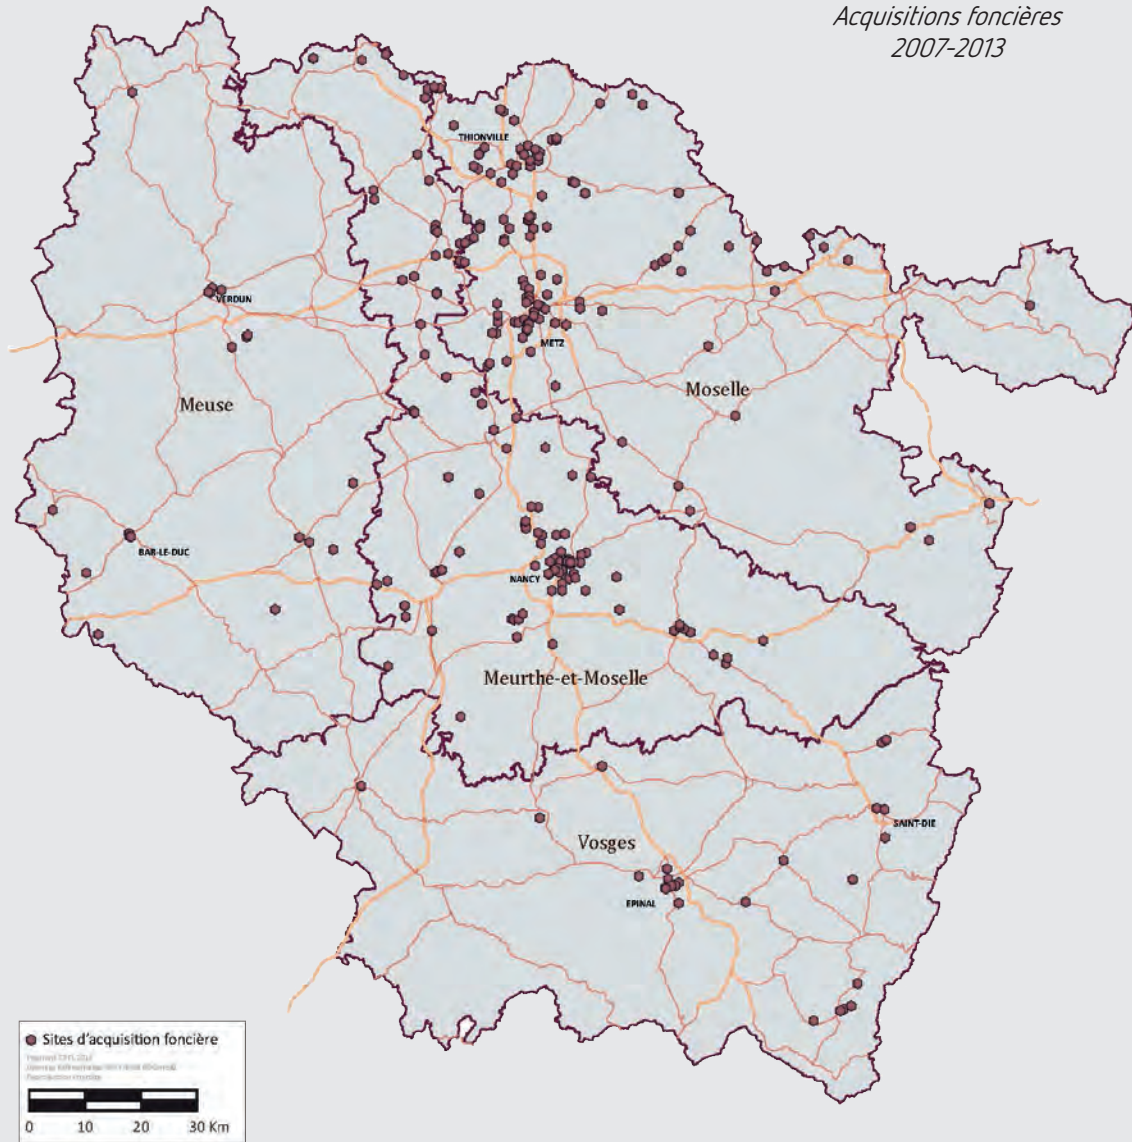 Acquisitions foncières
2007-2013
THIONVILLE
VERDUN
METZ
Meuse
Moselle
BAR-LE-DUC
NANCY
Meurthe-et-Moselle
SAINT-DIE
Vosges
EPINAL
Sites d'acquisition foncière
0 10 20 30 Km